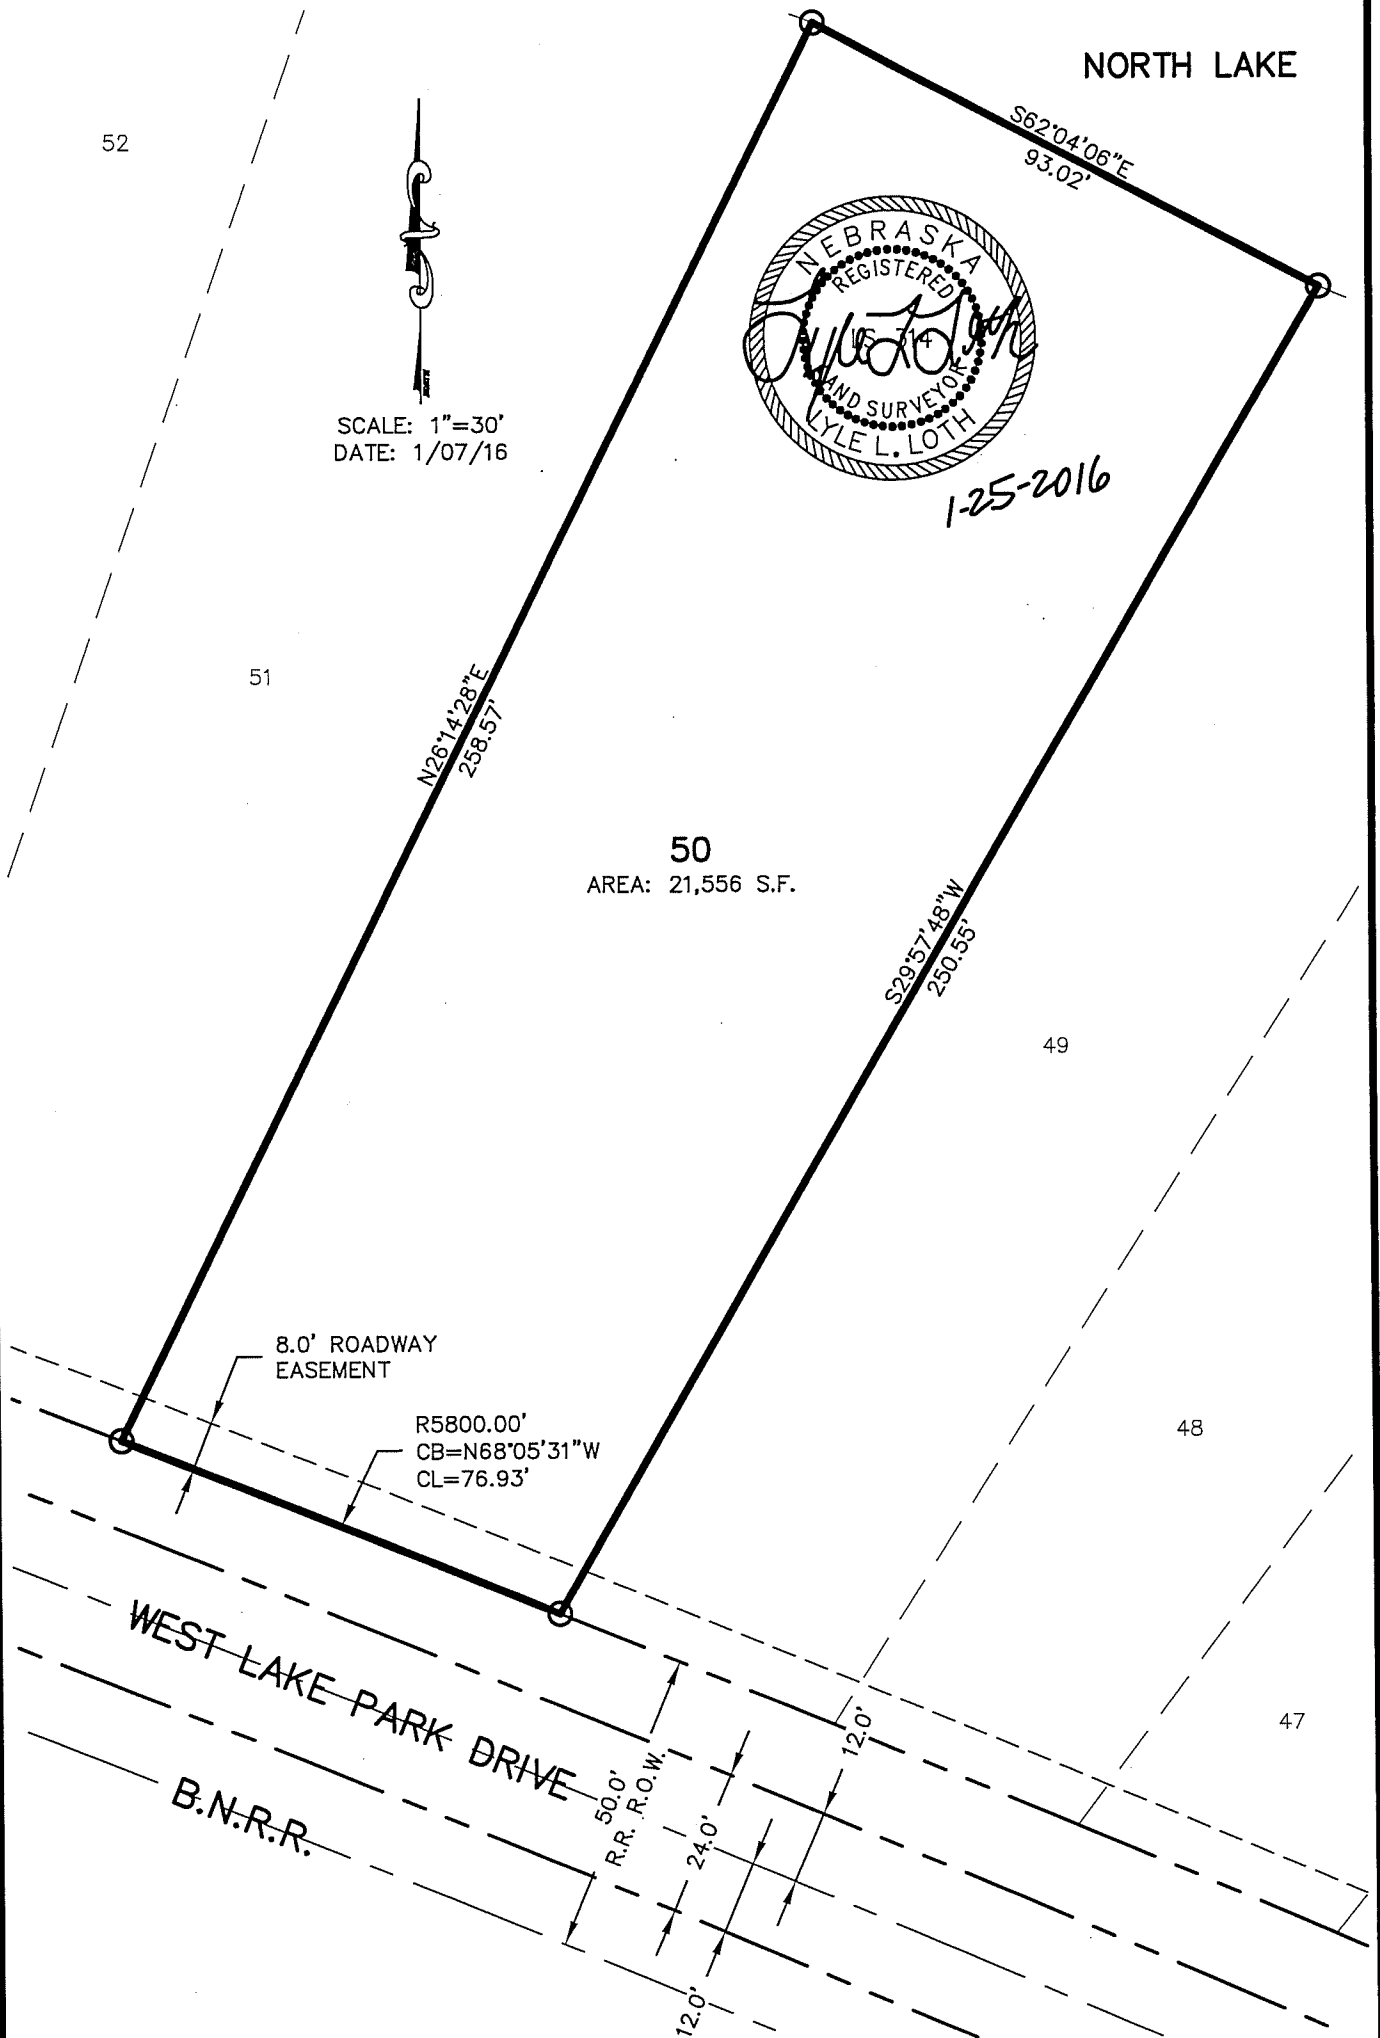 NORTH LAKE
S62°04'06"E
93.02'
52
NORTH
SCALE: 1"=30'
DATE: 1/07/16
NEBRASKA
REGISTERED
LS-314
LAND SURVEYOR
LYLE L. LOTH
Lyle L Loth
1-25-2016
51
N26°14'28"E
258.57'
50
AREA: 21,556 S.F.
S29°57'48"W
250.55'
49
8.0' ROADWAY
EASEMENT
R5800.00'
CB=N68°05'31"W
CL=76.93'
48
47
WEST LAKE PARK DRIVE
B.N.R.R.
50.0'
R.R. R.O.W.
24.0'
12.0'
12.0'